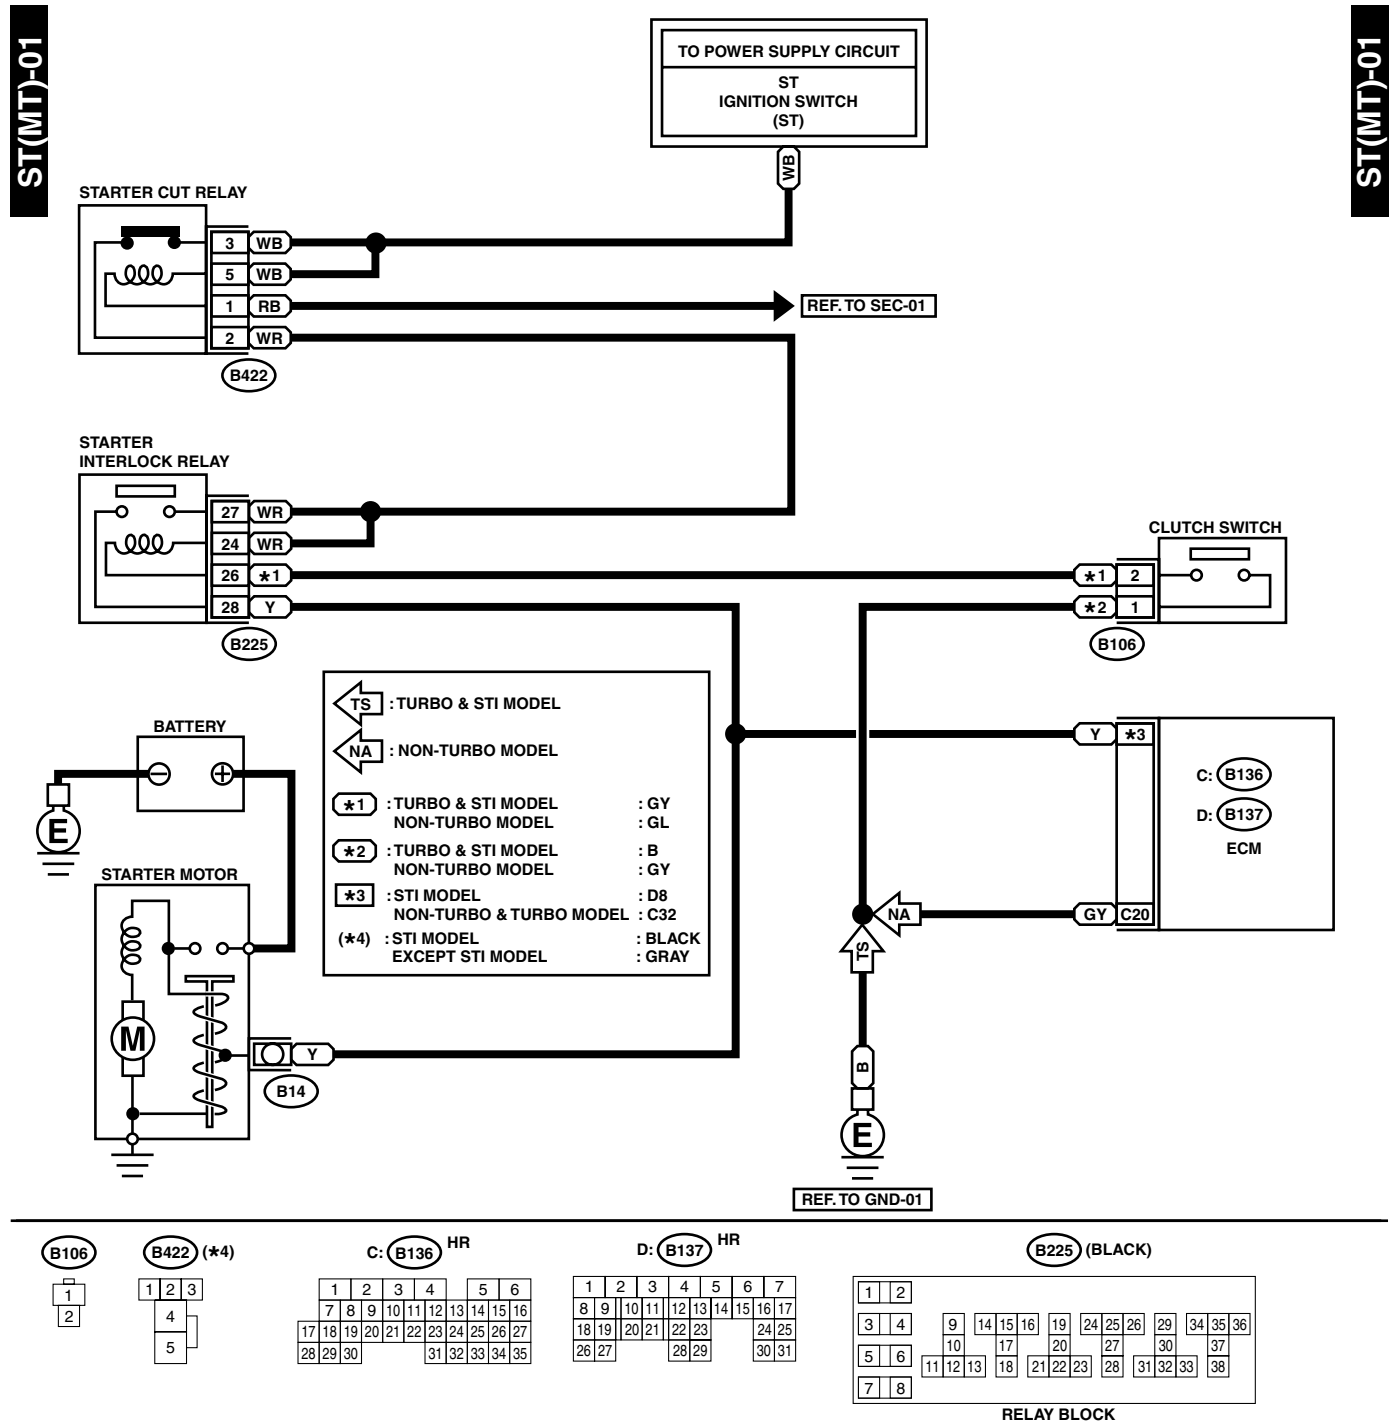 ST(MT)-01
ST(MT)-01
TO POWER SUPPLY CIRCUIT
ST
IGNITION SWITCH
(ST)
WB
STARTER CUT RELAY
3 WB
5 WB
1 RB
REF. TO SEC-01
2 WR
B422
STARTER
INTERLOCK RELAY
27 WR
24 WR
26 *1
28 Y
B225
CLUTCH SWITCH
*1 2
*2 1
B106
TS : TURBO & STI MODEL
NA : NON-TURBO MODEL
*1 : TURBO & STI MODEL : GY
NON-TURBO MODEL : GL
*2 : TURBO & STI MODEL : B
NON-TURBO MODEL : GY
*3 : STI MODEL : D8
NON-TURBO & TURBO MODEL : C32
(*4) : STI MODEL : BLACK
EXCEPT STI MODEL : GRAY
BATTERY
− +
E
STARTER MOTOR
M
Y
B14
Y *3
C: B136
D: B137
ECM
NA
GY C20
TS
B
E
REF. TO GND-01
B106
1
2
B422 (*4)
1 2 3
4
5
C: B136 HR
1 2 3 4 5 6
7 8 9 10 11 12 13 14 15 16
17 18 19 20 21 22 23 24 25 26 27
28 29 30 31 32 33 34 35
D: B137 HR
1 2 3 4 5 6 7
8 9 10 11 12 13 14 15 16 17
18 19 20 21 22 23 24 25
26 27 28 29 30 31
B225 (BLACK)
1 2
3 4 9 14 15 16 19 24 25 26 29 34 35 36
10 17 20 27 30 37
5 6 11 12 13 18 21 22 23 28 31 32 33 38
7 8
RELAY BLOCK